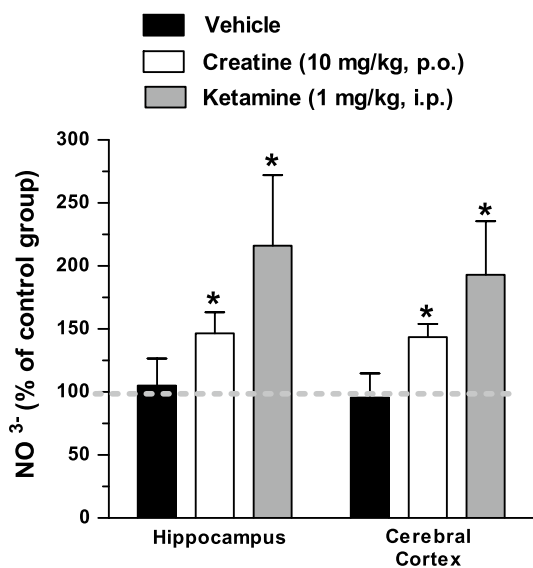 Vehicle
Creatine (10 mg/kg, p.o.)
Ketamine (1 mg/kg, i.p.)
300
250
200
150
100
50
0
NO 3- (% of control group)
*
*
*
*
*
*
Hippocampus
Cerebral
Cortex